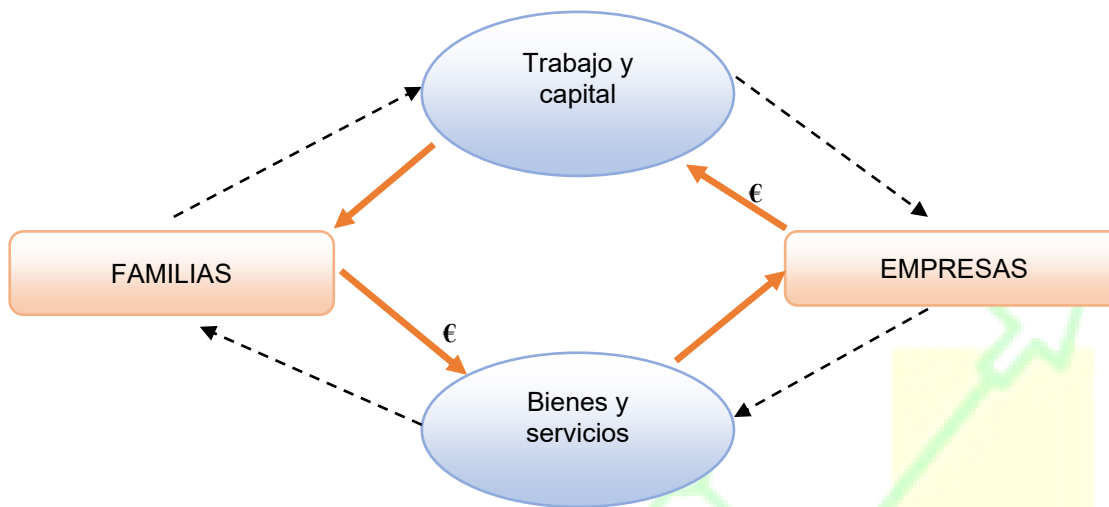 Trabajo y
capital
€
FAMILIAS
EMPRESAS
€
Bienes y
servicios